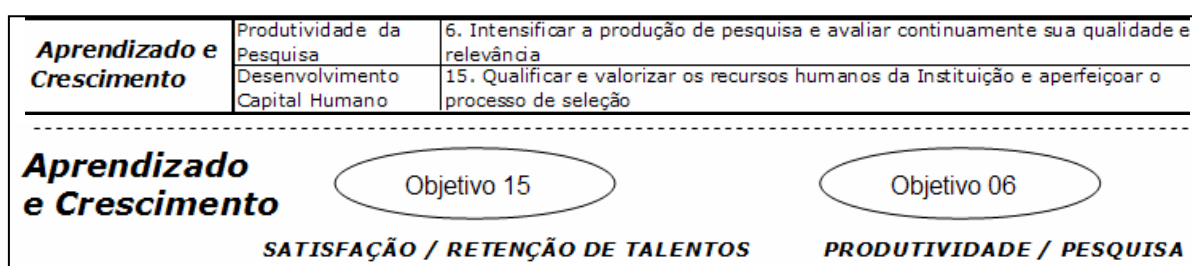 Aprendizado e
Crescimento
Produtividade da
Pesquisa
6. Intensificar a produção de pesquisa e avaliar continuamente sua qualidade e
relevância
Desenvolvimento
Capital Humano
15. Qualificar e valorizar os recursos humanos da Instituição e aperfeiçoar o
processo de seleção
Aprendizado
e Crescimento
Objetivo 15
Objetivo 06
SATISFAÇÃO / RETENÇÃO DE TALENTOS
PRODUTIVIDADE / PESQUISA